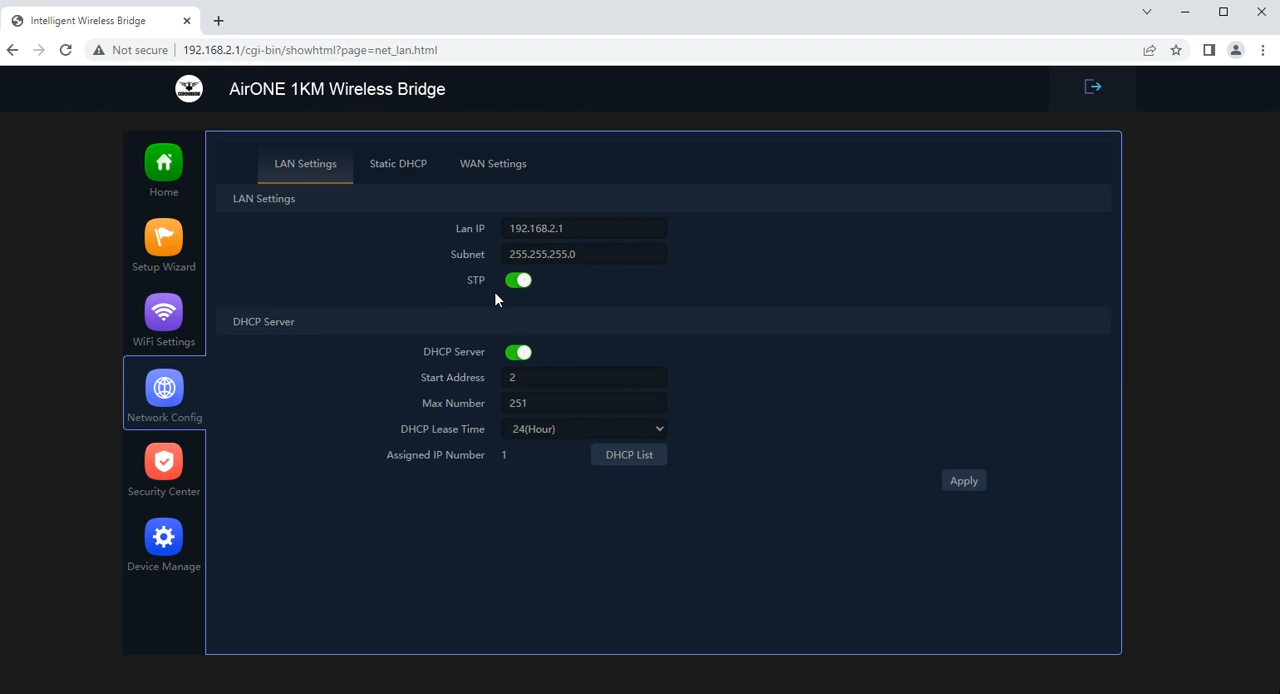 Intelligent Wireless Bridge
Not secure
192.168.2.1/cgi-bin/showhtml?page=net_lan.html
AirONE 1KM Wireless Bridge
Home
Setup Wizard
WiFi Settings
Network Config
Security Center
Device Manage
LAN Settings Static DHCP WAN Settings
LAN Settings
Lan IP 192.168.2.1
Subnet 255.255.255.0
STP
DHCP Server
DHCP Server
Start Address 2
Max Number 251
DHCP Lease Time 24(Hour)
Assigned IP Number 1 DHCP List
Apply